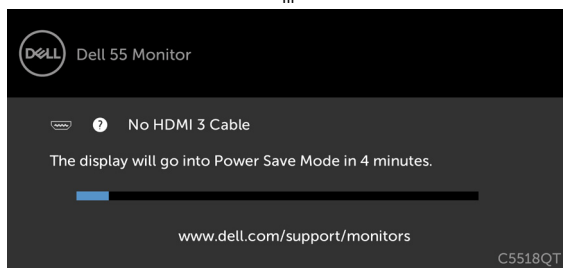 DELL
Dell 55 Monitor
? No HDMI 3 Cable
The display will go into Power Save Mode in 4 minutes.
www.dell.com/support/monitors
C5518QT